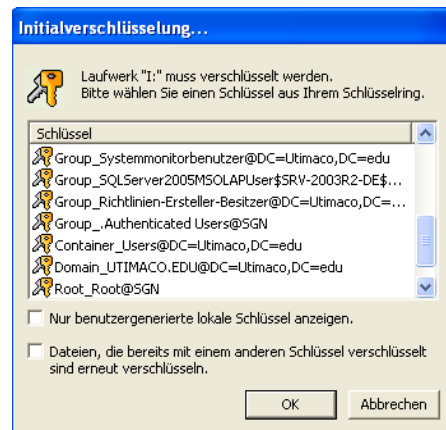 Initialverschlüsselung...
Laufwerk "I:" muss verschlüsselt werden.
Bitte wählen Sie einen Schlüssel aus Ihrem Schlüsselring.
Schlüssel
Group_Systemmonitorbenutzer@DC=Utimaco,DC=edu
Group_SQLServer2005MSOLAPUser$SRV-2003R2-DE$...
Group_Richtlinien-Ersteller-Besitzer@DC=Utimaco,DC=...
Group_.Authenticated Users@SGN
Container_Users@DC=Utimaco,DC=edu
Domain_UTIMACO.EDU@DC=Utimaco,DC=edu
Root_Root@SGN
Nur benutzergenerierte lokale Schlüssel anzeigen.
Dateien, die bereits mit einem anderen Schlüssel verschlüsselt
sind erneut verschlüsseln.
OK
Abbrechen